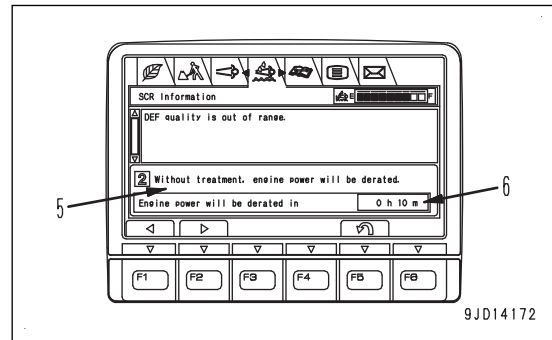 SCR Information
E F
DEF quality is out of range.
2 Without treatment, engine power will be derated.
Engine power will be derated in 0 h 10 m
5
6
F1 F2 F3 F4 F5 F6
9JD14172